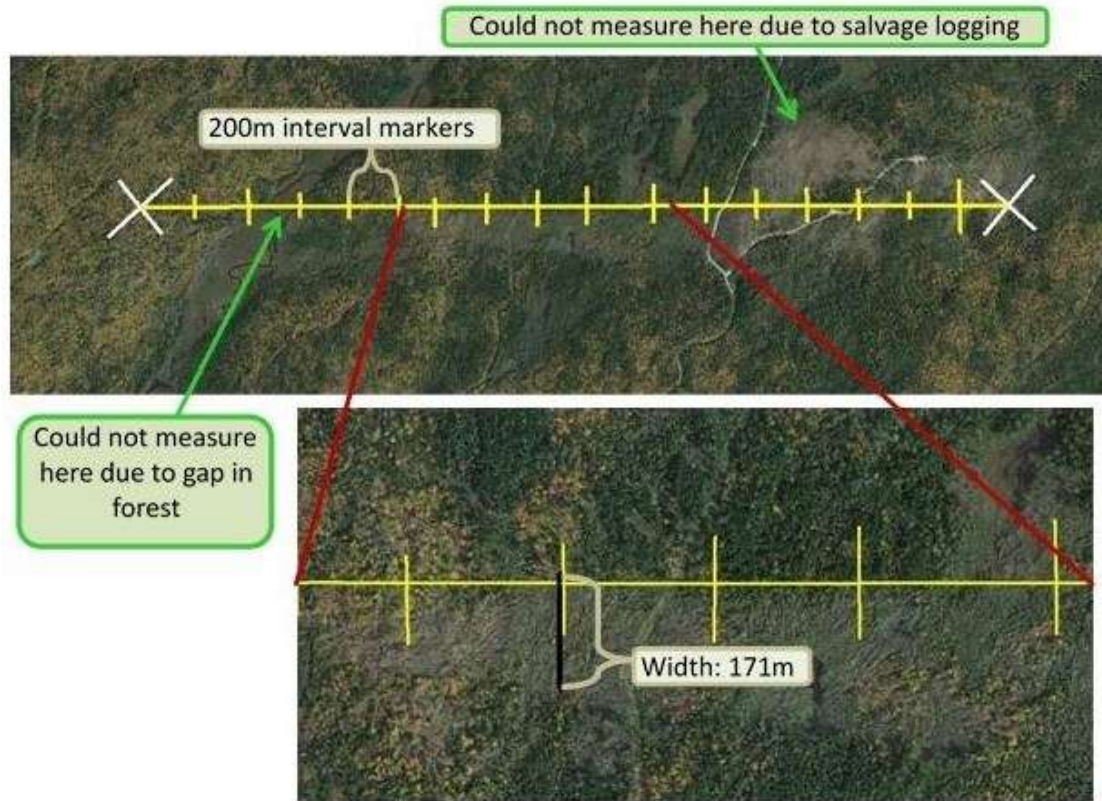 Could not measure here due to salvage logging
200m interval markers
Could not measure
here due to gap in
forest
Width: 171m